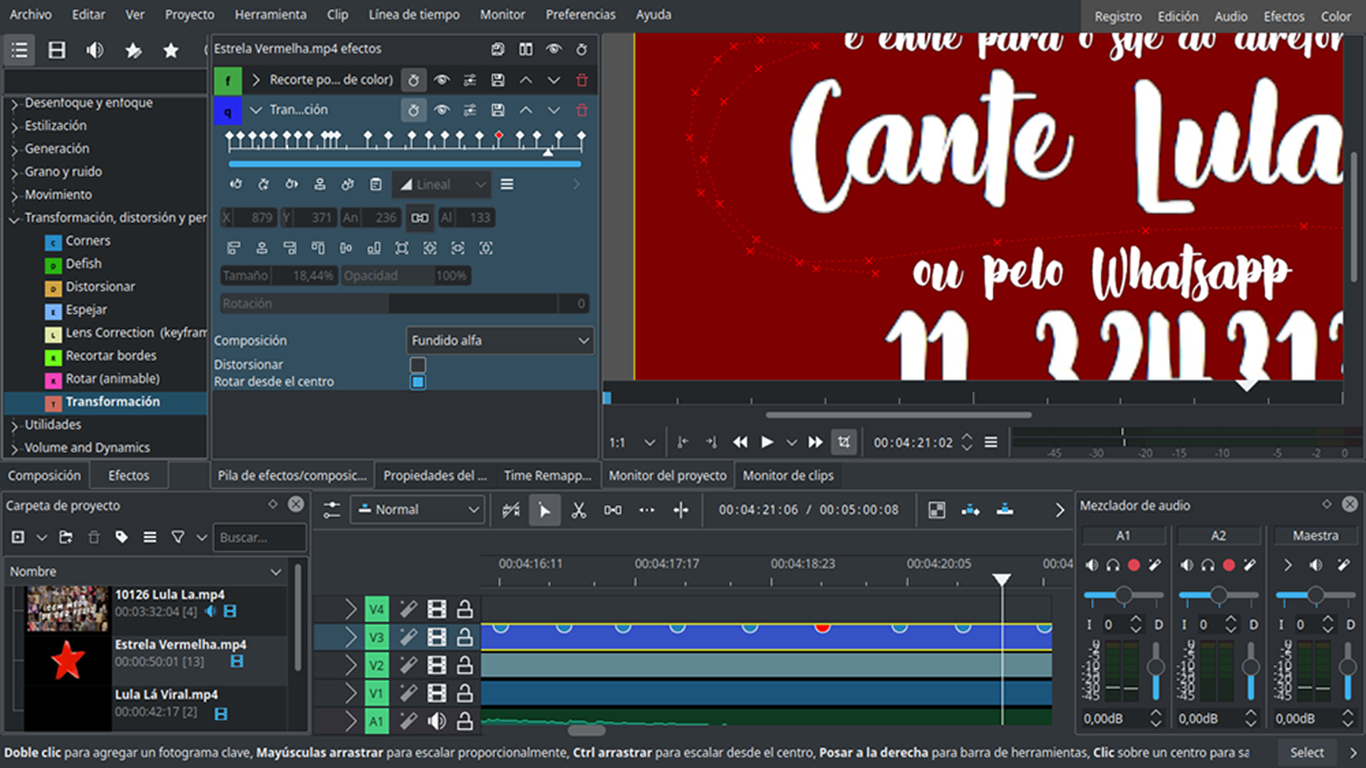 Archivo Editar Ver Proyecto Herramienta Clip Línea de tiempo Monitor Preferencias Ayuda
Registro Edición Audio Efectos Color
Desenfoque y enfoque
Estilización
Generación
Grano y ruido
Movimiento
Transformación, distorsión y per
Corners
Defish
Distorsionar
Espejar
Lens Correction (keyfram
Recortar bordes
Rotar (animable)
Transformación
Utilidades
Volume and Dynamics
Composición Efectos
Estrela Vermelha.mp4 efectos
f Recorte po... de color)
q Tran...ción
Lineal
X 879 Y 371 An 236 Al 133
Tamaño 18,44% Opacidad 100%
Rotación 0
Composición Fundido alfa
Distorsionar
Rotar desde el centro
Pila de efectos/composic... Propiedades del ... Time Remapp...
e envie para o
Cante Lula
ou pelo Whatsapp
1:1 00:04:21:02
-45 -30 -20 -15 -10 -5 -2 0
Monitor del proyecto Monitor de clips
Carpeta de proyecto
Buscar...
Nombre
10126 Lula La.mp4
00:03:32:04 [4]
Estrela Vermelha.mp4
00:00:50:01 [13]
Lula Lá Viral.mp4
00:00:42:17 [2]
Normal 00:04:21:06 / 00:05:00:08
00:04:16:11 00:04:17:17 00:04:18:23 00:04:20:05 00:04
V4
V3
V2
V1
A1
Mezclador de audio
A1 A2 Maestra
I 0 D I 0 D I 0 D
0,00dB 0,00dB 0,00dB
Doble clic para agregar un fotograma clave, Mayúsculas arrastrar para escalar proporcionalmente, Ctrl arrastrar para escalar desde el centro, Posar a la derecha para barra de herramientas, Clic sobre un centro para sa
Select